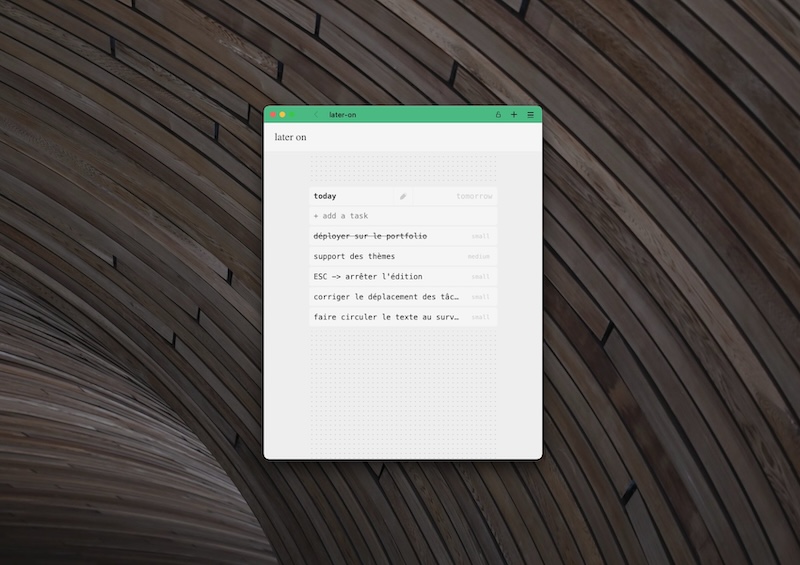 later-on
later on
today tomorrow
+ add a task
déployer sur le portfolio small
support des thèmes medium
ESC -> arrêter l'édition small
corriger le déplacement des tâc… small
faire circuler le texte au surv… small